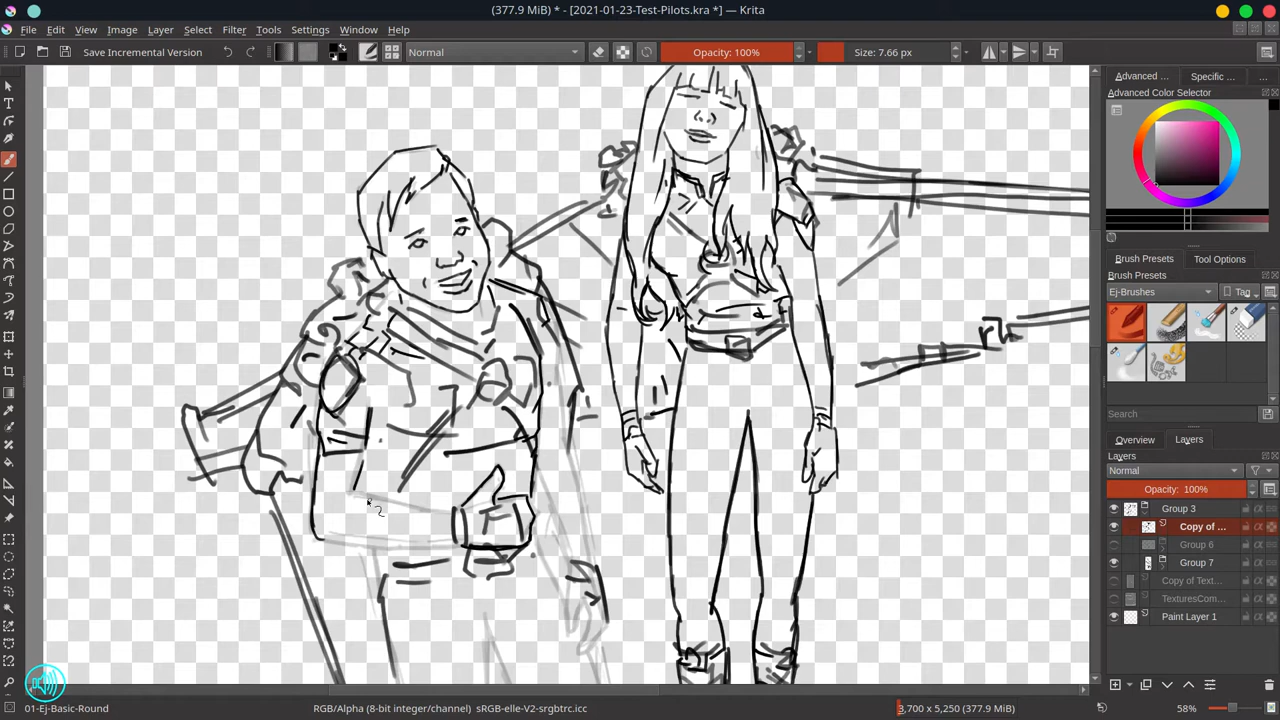 (377.9 MiB) * - [2021-01-23-Test-Pilots.kra *] — Krita
File Edit View Image Layer Select Filter Tools Settings Window Help
Save Incremental Version Normal Opacity: 100% Size: 7.66 px
Advanced ... Specific ... ...
Advanced Color Selector
Brush Presets Tool Options
Brush Presets
Ej-Brushes Tag
Search
Overview Layers
Layers
Normal
Opacity: 100%
Group 3
Copy of ...
Group 6
Group 7
Copy of Text...
TexturesCom...
Paint Layer 1
01-Ej-Basic-Round RGB/Alpha (8-bit integer/channel) sRGB-elle-V2-srgbtrc.icc 3,700 x 5,250 (377.9 MiB) 58%